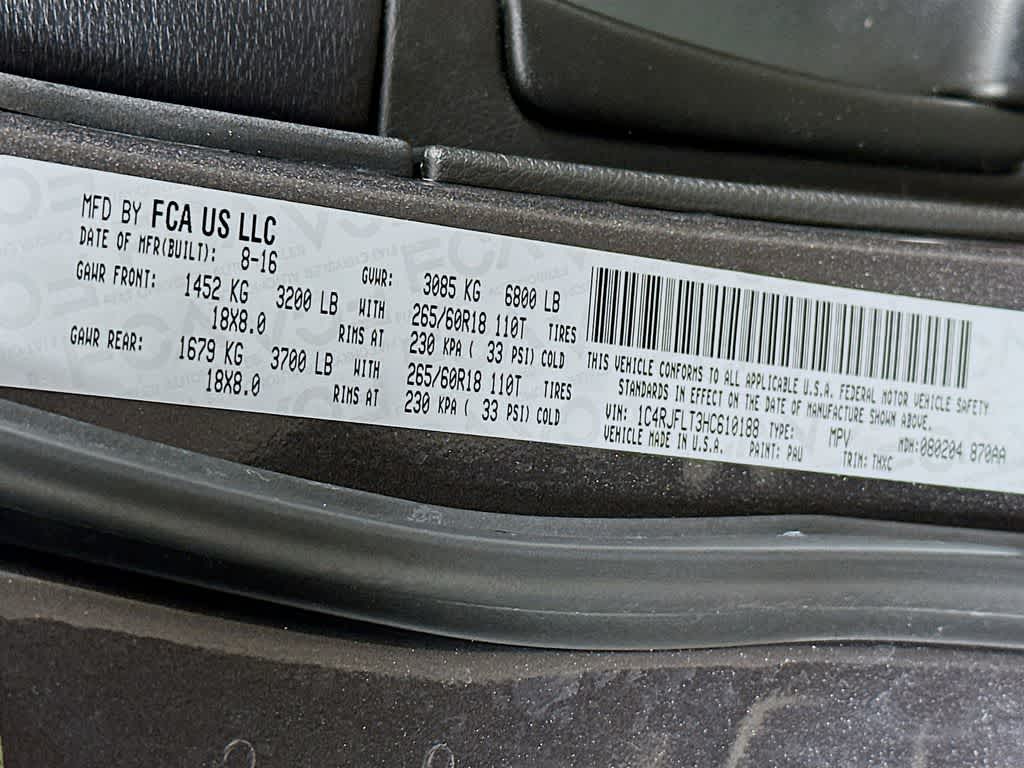 MFD BY FCA US LLC
DATE OF MFR(BUILT): 8-16
GAWR FRONT: 1452 KG 3200 LB WITH
18X8.0 RIMS AT
GAWR REAR: 1679 KG 3700 LB WITH
18X8.0 RIMS AT
GVWR: 3085 KG 6800 LB
265/60R18 110T TIRES
230 KPA ( 33 PSI) COLD
265/60R18 110T TIRES
230 KPA ( 33 PSI) COLD
THIS VEHICLE CONFORMS TO ALL APPLICABLE U.S.A. FEDERAL MOTOR VEHICLE SAFETY
STANDARDS IN EFFECT ON THE DATE OF MANUFACTURE SHOWN ABOVE.
VIN: 1C4RJFLT3HC610188 TYPE: MPV MDH:080204 870AA
VEHICLE MADE IN U.S.A. PAINT: PAU TRIM: THXC